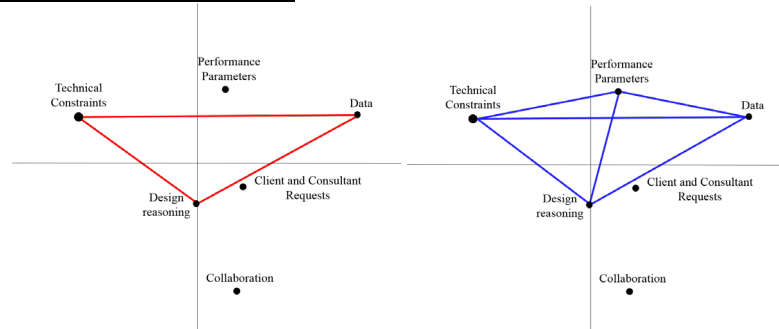 Performance
Parameters
Technical
Constraints
Data
Client and Consultant
Requests
Design
reasoning
Collaboration
Performance
Parameters
Technical
Constraints
Data
Client and Consultant
Requests
Design
reasoning
Collaboration